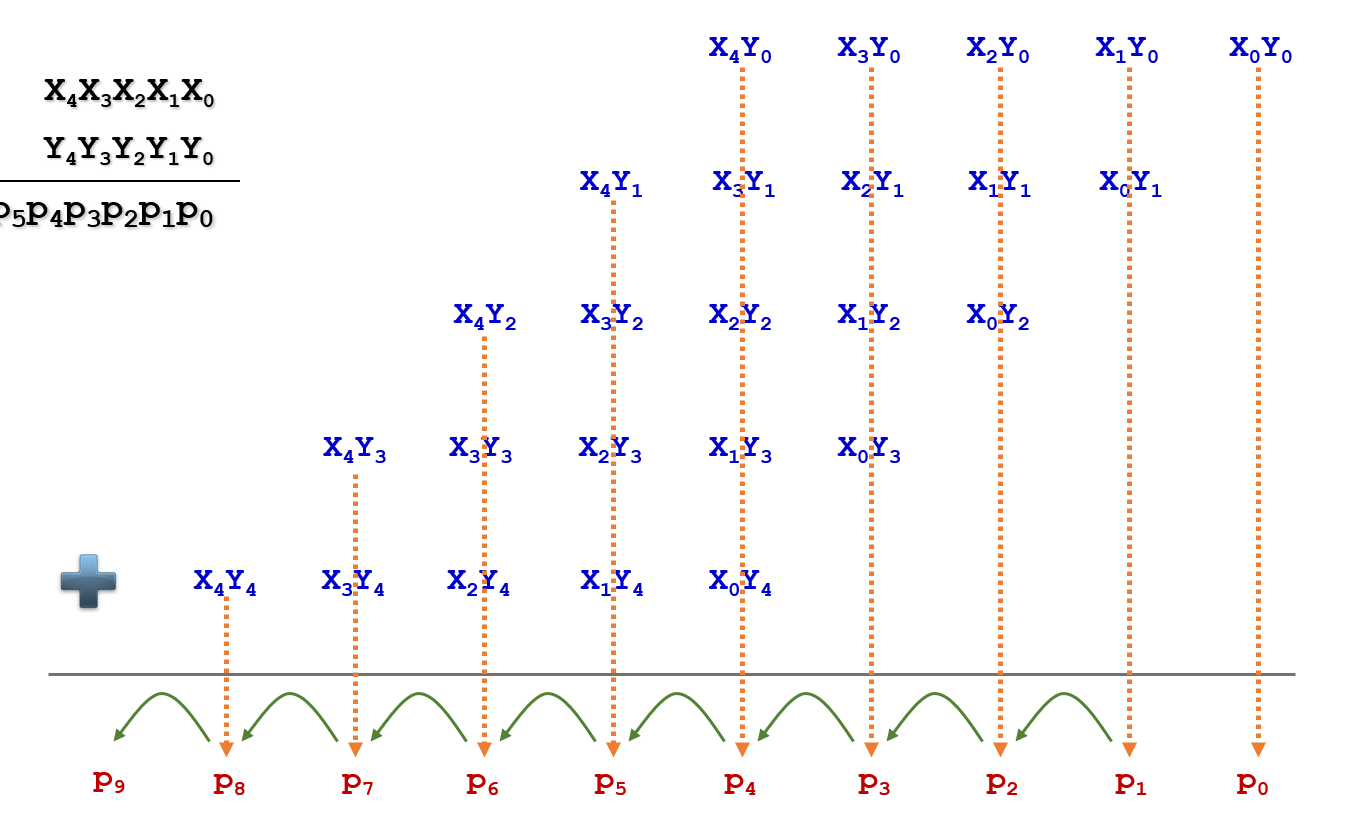 X₄Y₀ X₃Y₀ X₂Y₀ X₁Y₀ X₀Y₀
X₄X₃X₂X₁X₀
Y₄Y₃Y₂Y₁Y₀
X₄Y₁ X₃Y₁ X₂Y₁ X₁Y₁ X₀Y₁
p₅p₄p₃p₂p₁p₀
X₄Y₂ X₃Y₂ X₂Y₂ X₁Y₂ X₀Y₂
X₄Y₃ X₃Y₃ X₂Y₃ X₁Y₃ X₀Y₃
X₄Y₄ X₃Y₄ X₂Y₄ X₁Y₄ X₀Y₄
p₉ p₈ p₇ p₆ p₅ p₄ p₃ p₂ p₁ p₀